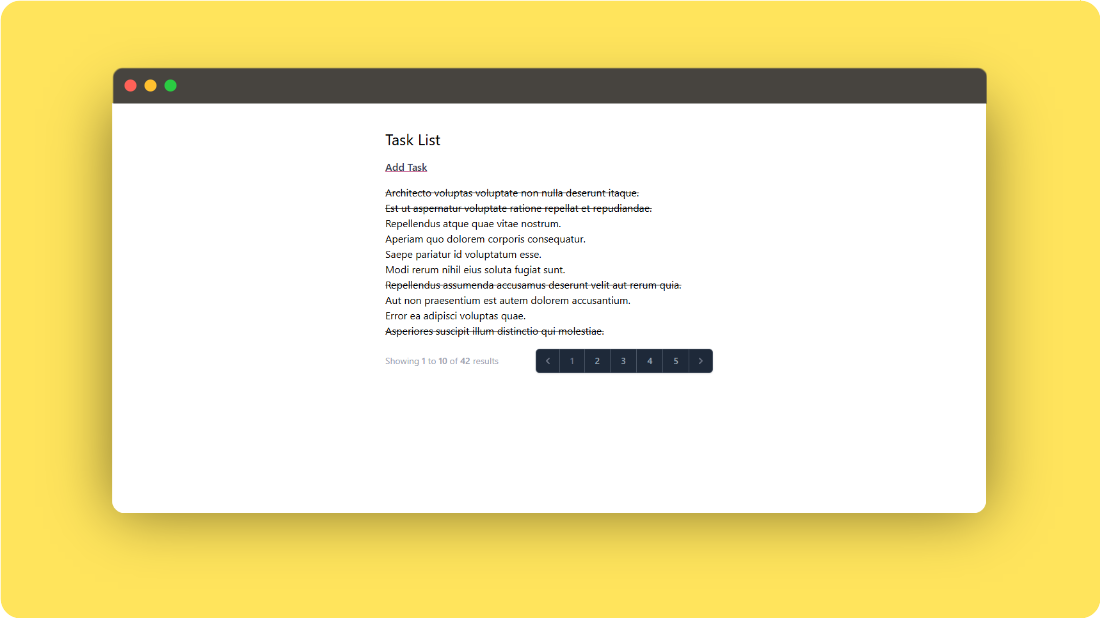 Task List
Add Task
Architecto voluptas voluptate non nulla deserunt itaque.
Est ut aspernatur voluptate ratione repellat et repudiandae.
Repellendus atque quae vitae nostrum.
Aperiam quo dolorem corporis consequatur.
Saepe pariatur id voluptatum esse.
Modi rerum nihil eius soluta fugiat sunt.
Repellendus assumenda accusamus deserunt velit aut rerum quia.
Aut non praesentium est autem dolorem accusantium.
Error ea adipisci voluptas quae.
Asperiores suscipit illum distinctio qui molestiae.
Showing 1 to 10 of 42 results
1 2 3 4 5